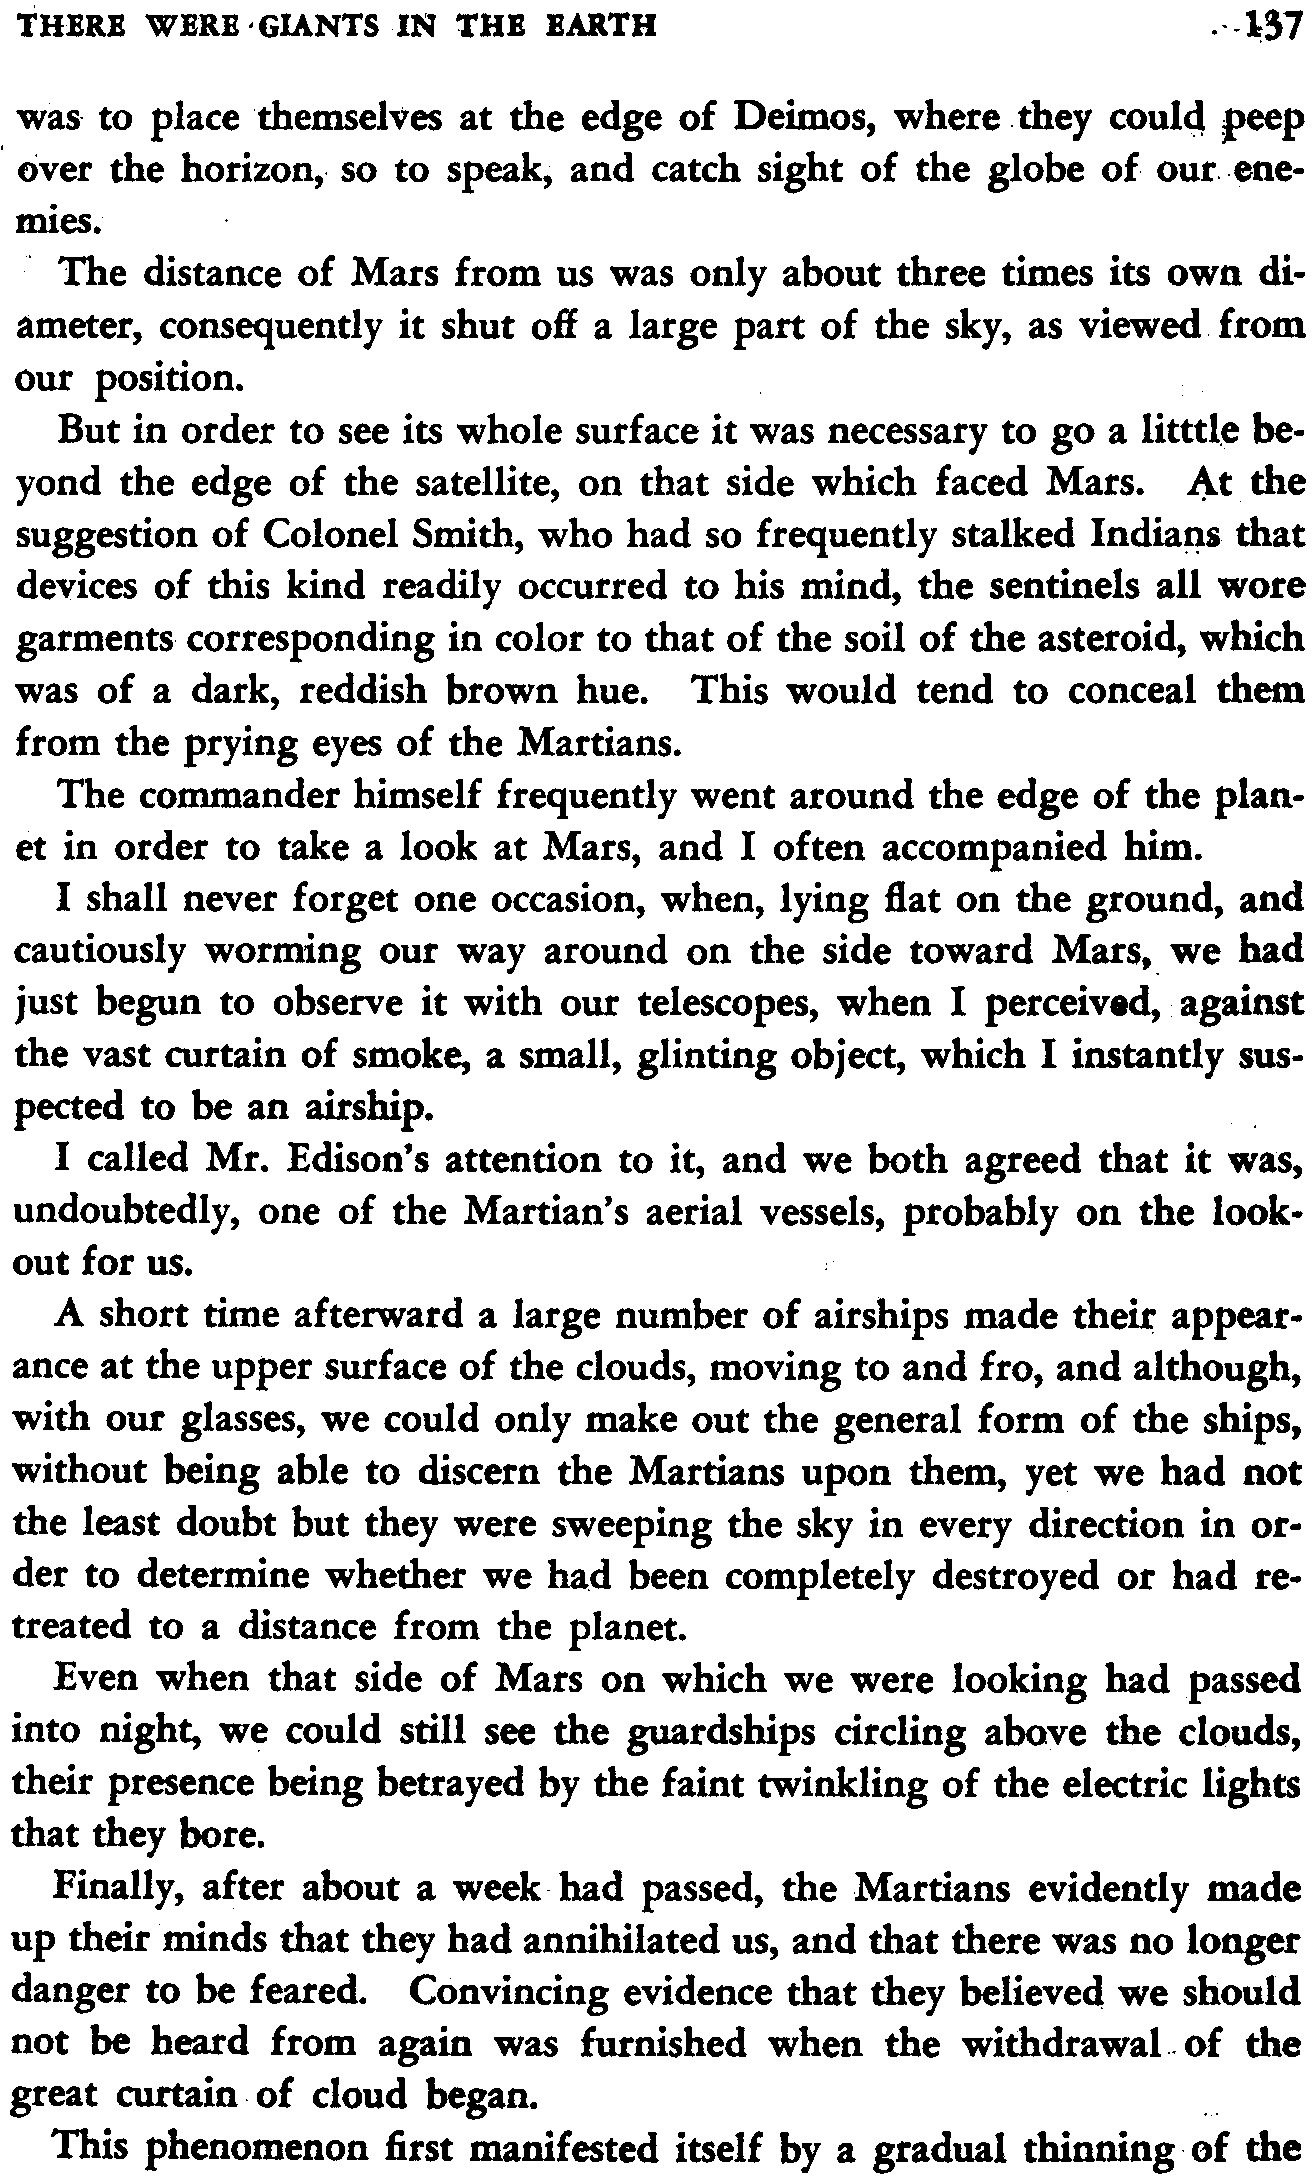 THERE WERE GIANTS IN THE EARTH 137
was to place themselves at the edge of Deimos, where they could peep
over the horizon, so to speak, and catch sight of the globe of our ene-
mies.
The distance of Mars from us was only about three times its own di-
ameter, consequently it shut off a large part of the sky, as viewed from
our position.
But in order to see its whole surface it was necessary to go a litttle be-
yond the edge of the satellite, on that side which faced Mars. At the
suggestion of Colonel Smith, who had so frequently stalked Indians that
devices of this kind readily occurred to his mind, the sentinels all wore
garments corresponding in color to that of the soil of the asteroid, which
was of a dark, reddish brown hue. This would tend to conceal them
from the prying eyes of the Martians.
The commander himself frequently went around the edge of the plan-
et in order to take a look at Mars, and I often accompanied him.
I shall never forget one occasion, when, lying flat on the ground, and
cautiously worming our way around on the side toward Mars, we had
just begun to observe it with our telescopes, when I perceived, against
the vast curtain of smoke, a small, glinting object, which I instantly sus-
pected to be an airship.
I called Mr. Edison's attention to it, and we both agreed that it was,
undoubtedly, one of the Martian's aerial vessels, probably on the look-
out for us.
A short time afterward a large number of airships made their appear-
ance at the upper surface of the clouds, moving to and fro, and although,
with our glasses, we could only make out the general form of the ships,
without being able to discern the Martians upon them, yet we had not
the least doubt but they were sweeping the sky in every direction in or-
der to determine whether we had been completely destroyed or had re-
treated to a distance from the planet.
Even when that side of Mars on which we were looking had passed
into night, we could still see the guardships circling above the clouds,
their presence being betrayed by the faint twinkling of the electric lights
that they bore.
Finally, after about a week had passed, the Martians evidently made
up their minds that they had annihilated us, and that there was no longer
danger to be feared. Convincing evidence that they believed we should
not be heard from again was furnished when the withdrawal of the
great curtain of cloud began.
This phenomenon first manifested itself by a gradual thinning of the